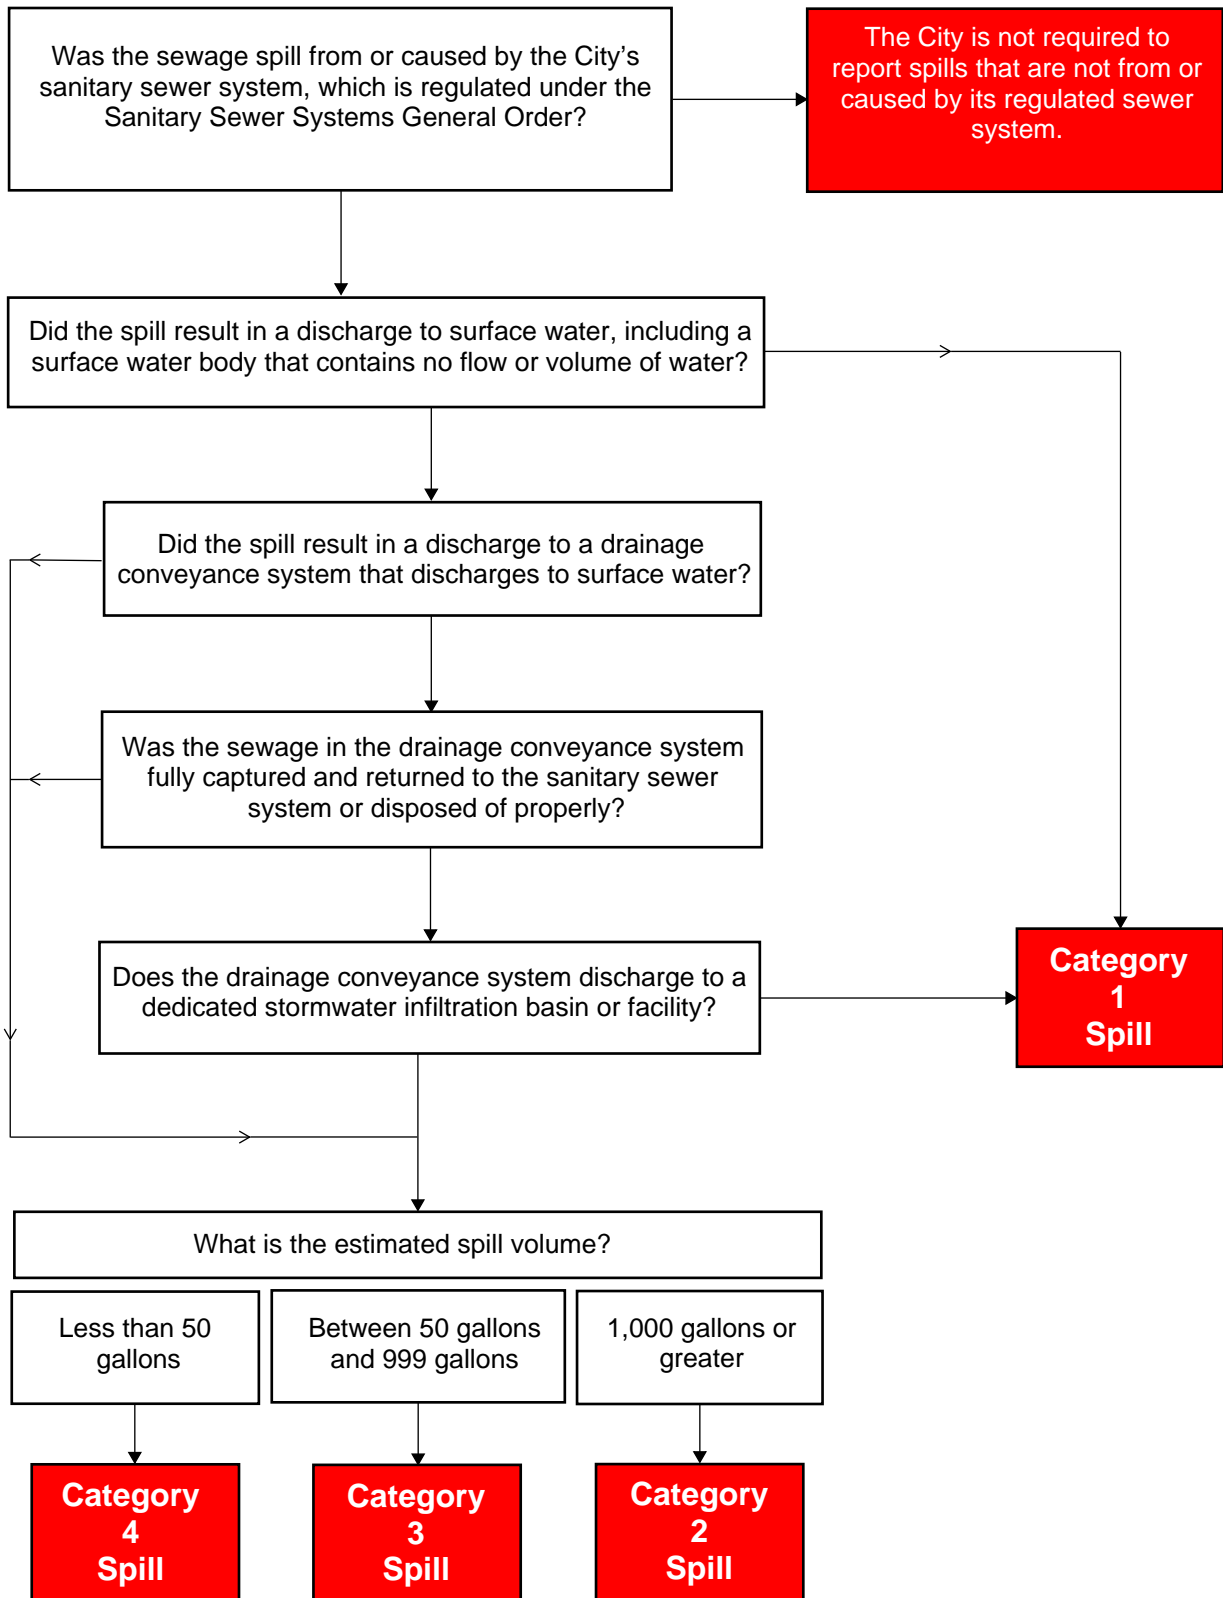 Was the sewage spill from or caused by the City’s
sanitary sewer system, which is regulated under the
Sanitary Sewer Systems General Order?
The City is not required to
report spills that are not from or
caused by its regulated sewer
system.
Did the spill result in a discharge to surface water, including a
surface water body that contains no flow or volume of water?
Did the spill result in a discharge to a drainage
conveyance system that discharges to surface water?
Was the sewage in the drainage conveyance system
fully captured and returned to the sanitary sewer
system or disposed of properly?
Does the drainage conveyance system discharge to a
dedicated stormwater infiltration basin or facility?
Category
1
Spill
What is the estimated spill volume?
Less than 50
gallons
Between 50 gallons
and 999 gallons
1,000 gallons or
greater
Category
4
Spill
Category
3
Spill
Category
2
Spill